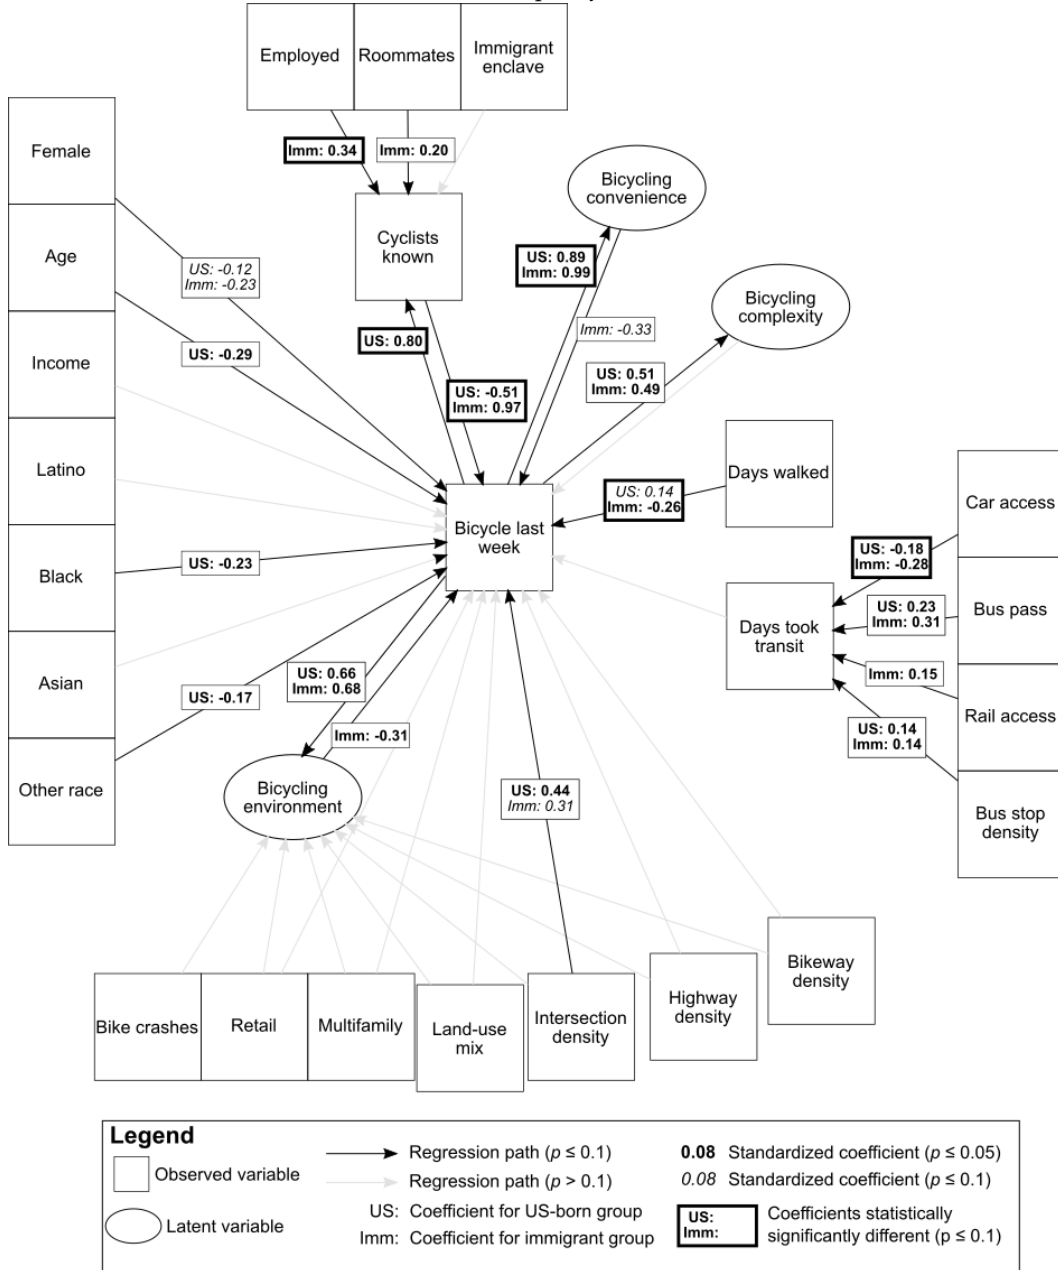 Employed
Roommates
Immigrant
enclave
Female
Age
Income
Latino
Black
Asian
Other race
Imm: 0.34
Imm: 0.20
Cyclists
known
Bicycling
convenience
Bicycling
complexity
US: -0.12
Imm: -0.23
US: -0.29
US: 0.80
US: -0.51
Imm: 0.97
US: 0.89
Imm: 0.99
Imm: -0.33
US: 0.51
Imm: 0.49
Days walked
US: 0.14
Imm: -0.26
Bicycle last
week
US: -0.23
US: -0.17
US: 0.66
Imm: 0.68
Imm: -0.31
Bicycling
environment
US: 0.44
Imm: 0.31
Days took
transit
US: -0.18
Imm: -0.28
US: 0.23
Imm: 0.31
Imm: 0.15
US: 0.14
Imm: 0.14
Car access
Bus pass
Rail access
Bus stop
density
Bike crashes
Retail
Multifamily
Land-use
mix
Intersection
density
Highway
density
Bikeway
density
Legend
Observed variable
Latent variable
Regression path (p ≤ 0.1)
Regression path (p > 0.1)
US: Coefficient for US-born group
Imm: Coefficient for immigrant group
0.08 Standardized coefficient (p ≤ 0.05)
0.08 Standardized coefficient (p ≤ 0.1)
US:
Imm:
Coefficients statistically
significantly different (p ≤ 0.1)